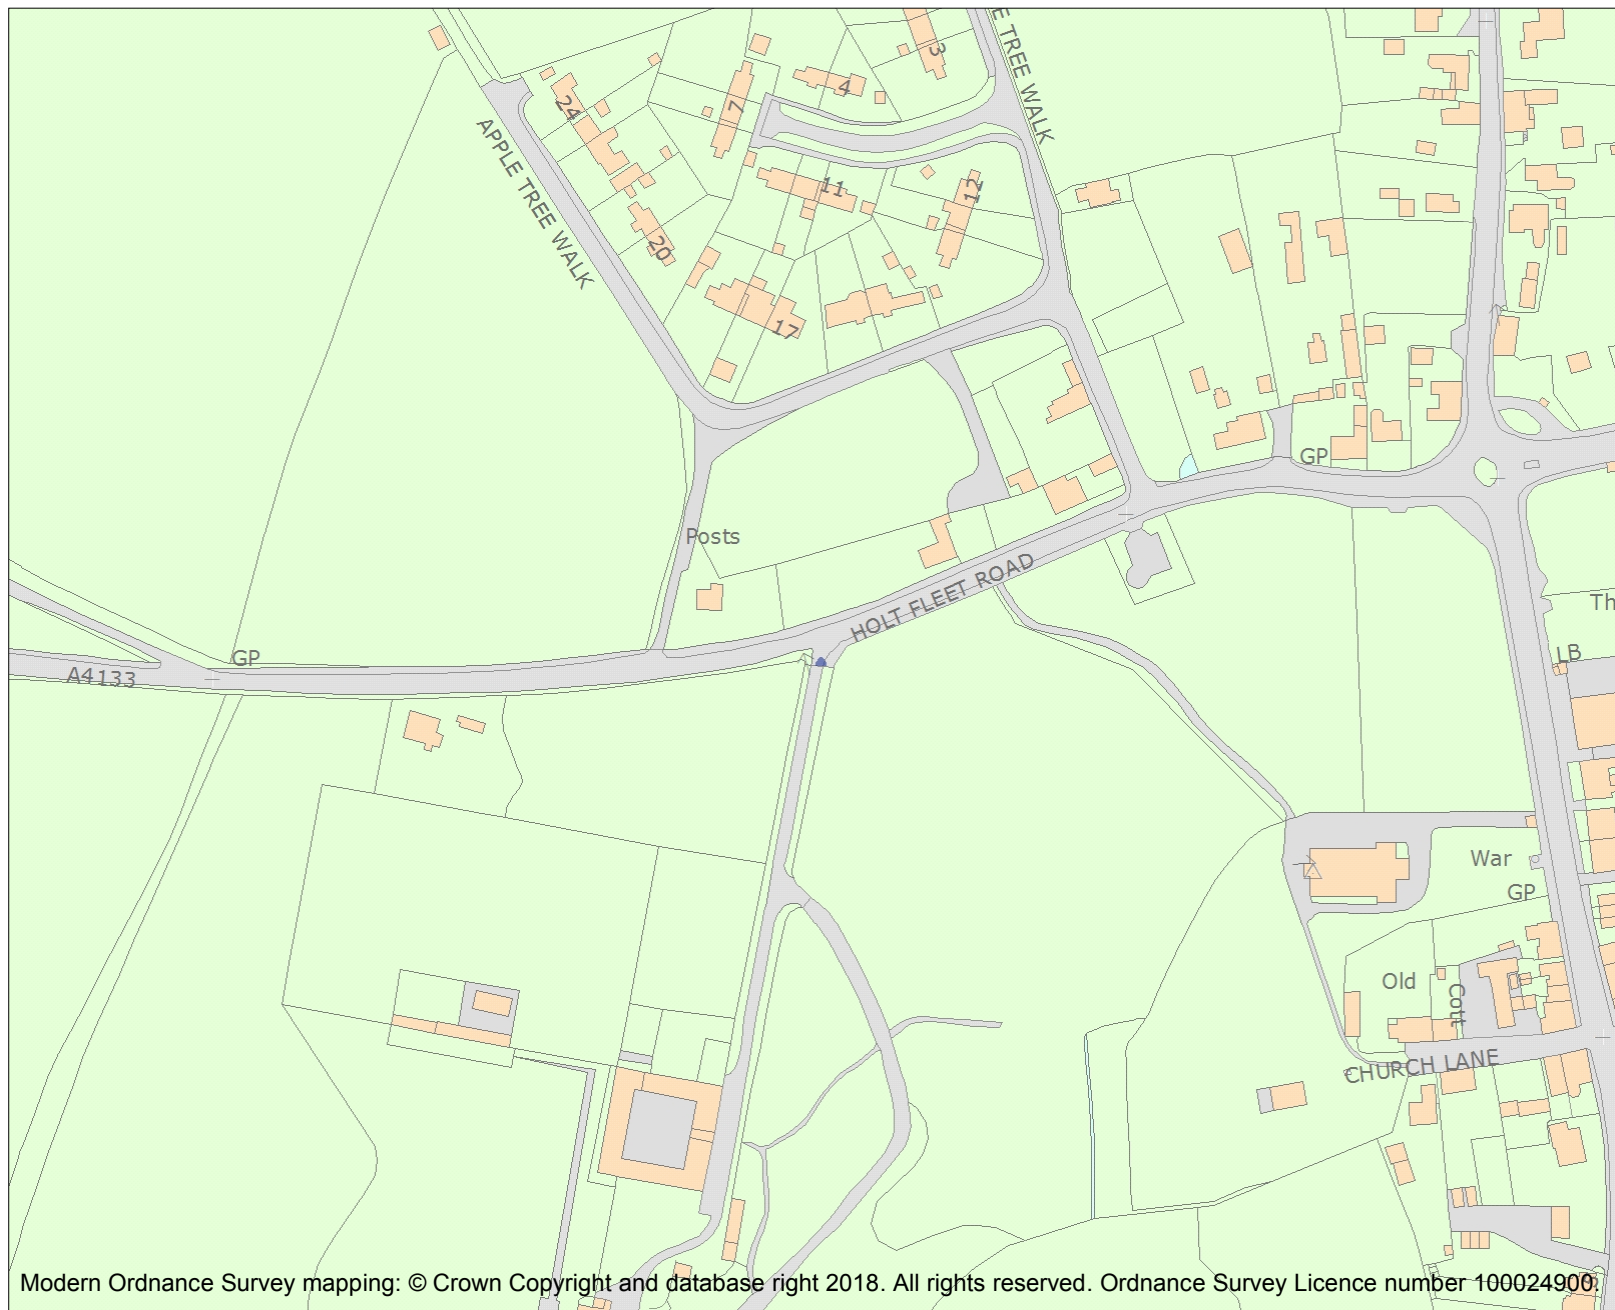 E TREE WALK
3
4
7
24
APPLE TREE WALK
11
12
20
17
GP
Posts
HOLT FLEET ROAD
Th
LB
GP
A4133
War
GP
Old
Cott
CHURCH LANE
Modern Ordnance Survey mapping: © Crown Copyright and database right 2018. All rights reserved. Ordnance Survey Licence number 100024900.